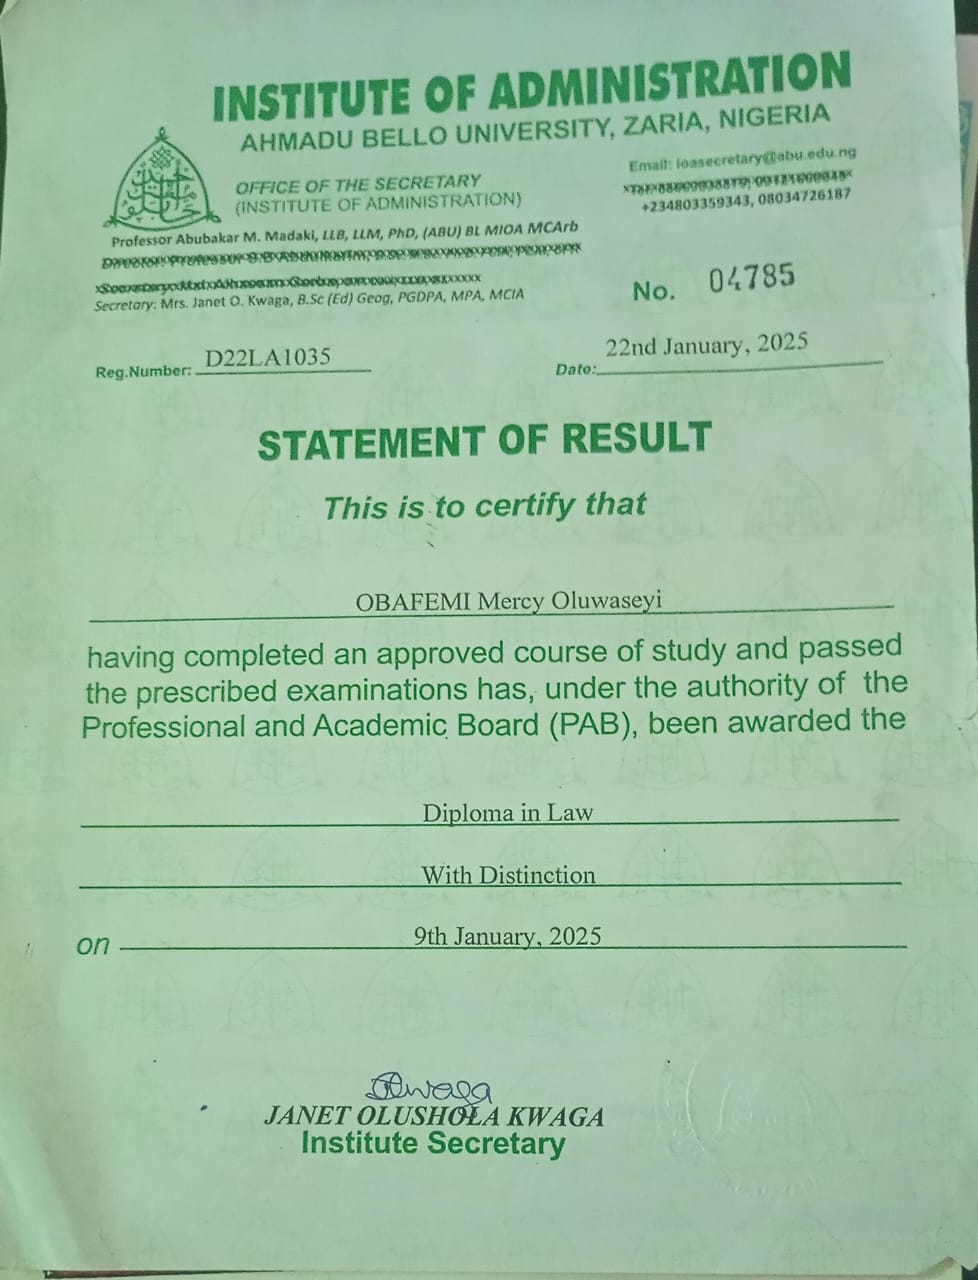 INSTITUTE OF ADMINISTRATION
AHMADU BELLO UNIVERSITY, ZARIA, NIGERIA
OFFICE OF THE SECRETARY
(INSTITUTE OF ADMINISTRATION)
Email: ioasecretary@abu.edu.ng
+234803359343, 08034726187
Professor Abubakar M. Madaki, LLB, LLM, PhD, (ABU) BL MIOA MCArb
Director: Professor
Secretary: Mrs. Janet O. Kwaga, B.Sc (Ed) Geog, PGDPA, MPA, MCIA
No. 04785
Reg.Number: D22LA1035
Date: 22nd January, 2025
STATEMENT OF RESULT
This is to certify that
OBAFEMI Mercy Oluwaseyi
having completed an approved course of study and passed
the prescribed examinations has, under the authority of the
Professional and Academic Board (PAB), been awarded the
Diploma in Law
With Distinction
on 9th January, 2025
JANET OLUSHOLA KWAGA
Institute Secretary